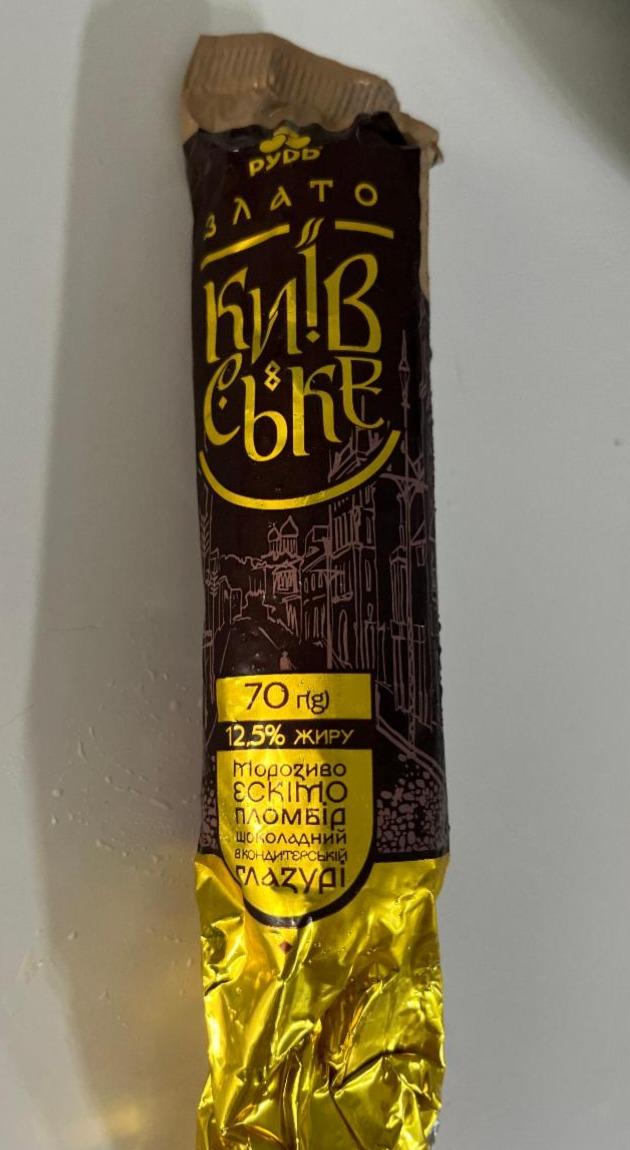 РУДЬ
ЗЛАТО
КИЇВ
СЬКЕ
70 г(g)
12,5% ЖИРУ
МОРОЗИВО
ЕСКІМО
ПЛОМБІР
ШОКОЛАДНИЙ
В КОНДИТЕРСЬКІЙ
ГЛАЗУРІ